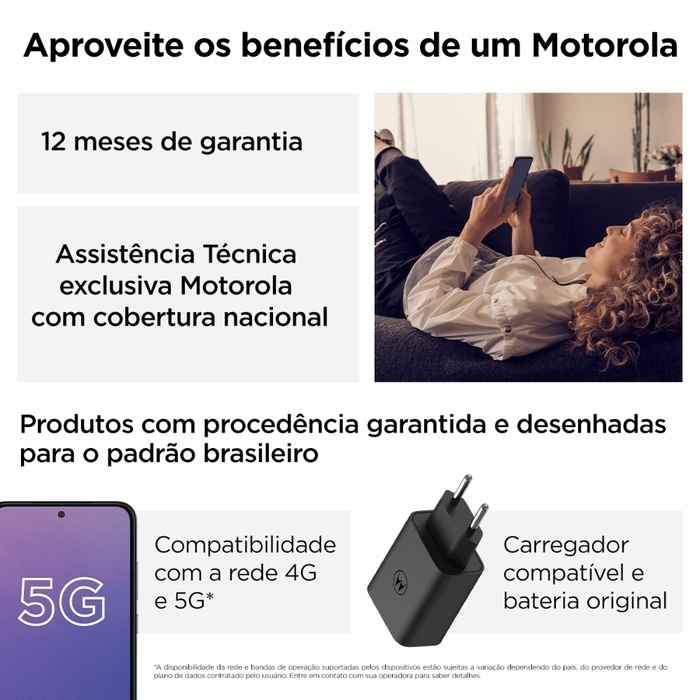 Aproveite os benefícios de um Motorola
12 meses de garantia
Assistência Técnica
exclusiva Motorola
com cobertura nacional
Produtos com procedência garantida e desenhadas
para o padrão brasileiro
5G
Compatibilidade
com a rede 4G
e 5G*
Carregador
compatível e
bateria original
*A disponibilidade da rede e bandas de operação suportadas pelos dispositivos estão sujeitas a variação dependendo do país, do provedor de rede e do
plano de dados contratado pelo usuário. Entre em contato com sua operadora para saber detalhes.